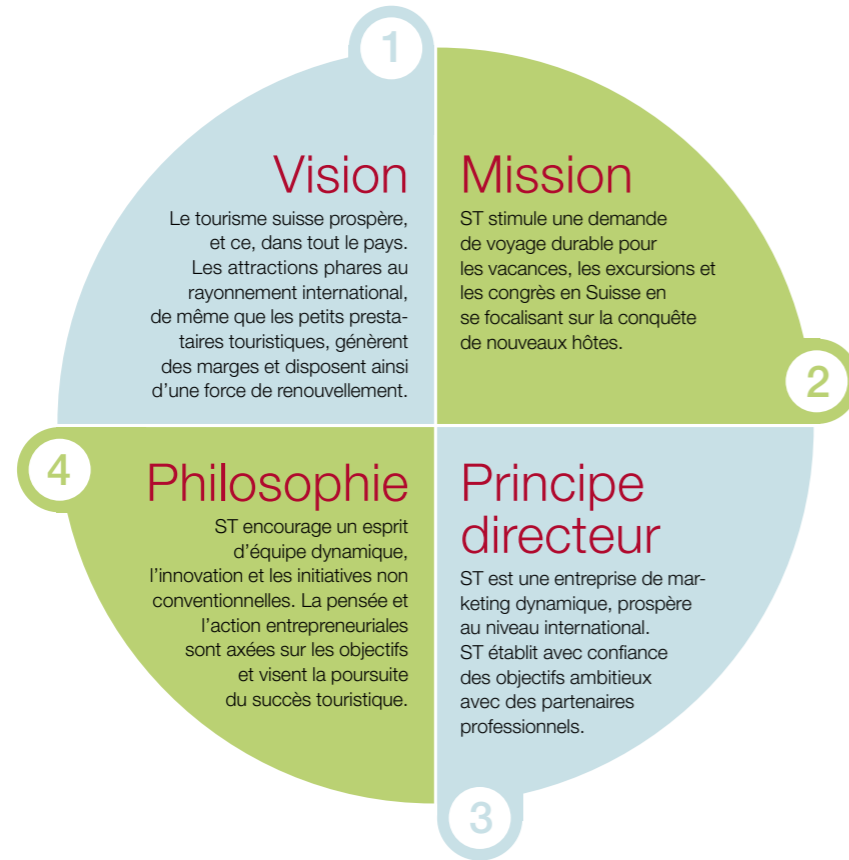 1
Vision
Le tourisme suisse prospère,
et ce, dans tout le pays.
Les attractions phares au
rayonnement international,
de même que les petits presta-
taires touristiques, génèrent
des marges et disposent ainsi
d'une force de renouvellement.
Mission
ST stimule une demande
de voyage durable pour
les vacances, les excursions et
les congrès en Suisse en
se focalisant sur la conquête
de nouveaux hôtes.
2
Principe
directeur
ST est une entreprise de mar-
keting dynamique, prospère
au niveau international.
ST établit avec confiance
des objectifs ambitieux
avec des partenaires
professionnels.
3
4
Philosophie
ST encourage un esprit
d'équipe dynamique,
l'innovation et les initiatives non
conventionnelles. La pensée et
l'action entrepreneuriales
sont axées sur les objectifs
et visent la poursuite
du succès touristique.